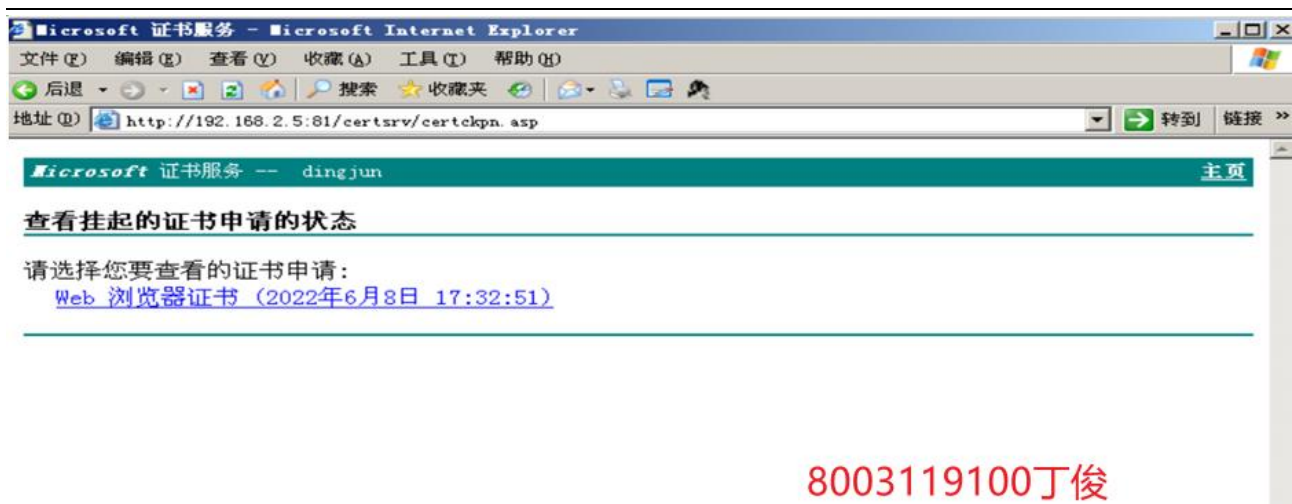 Microsoft 证书服务 - Microsoft Internet Explorer
文件(F) 编辑(E) 查看(V) 收藏(A) 工具(T) 帮助(H)
后退 搜索 收藏夹
地址(D) http://192.168.2.5:81/certsrv/certckpn.asp 转到 链接 »
Microsoft 证书服务 -- dingjun 主页
查看挂起的证书申请的状态
请选择您要查看的证书申请:
Web 浏览器证书 (2022年6月8日 17:32:51)
8003119100丁俊